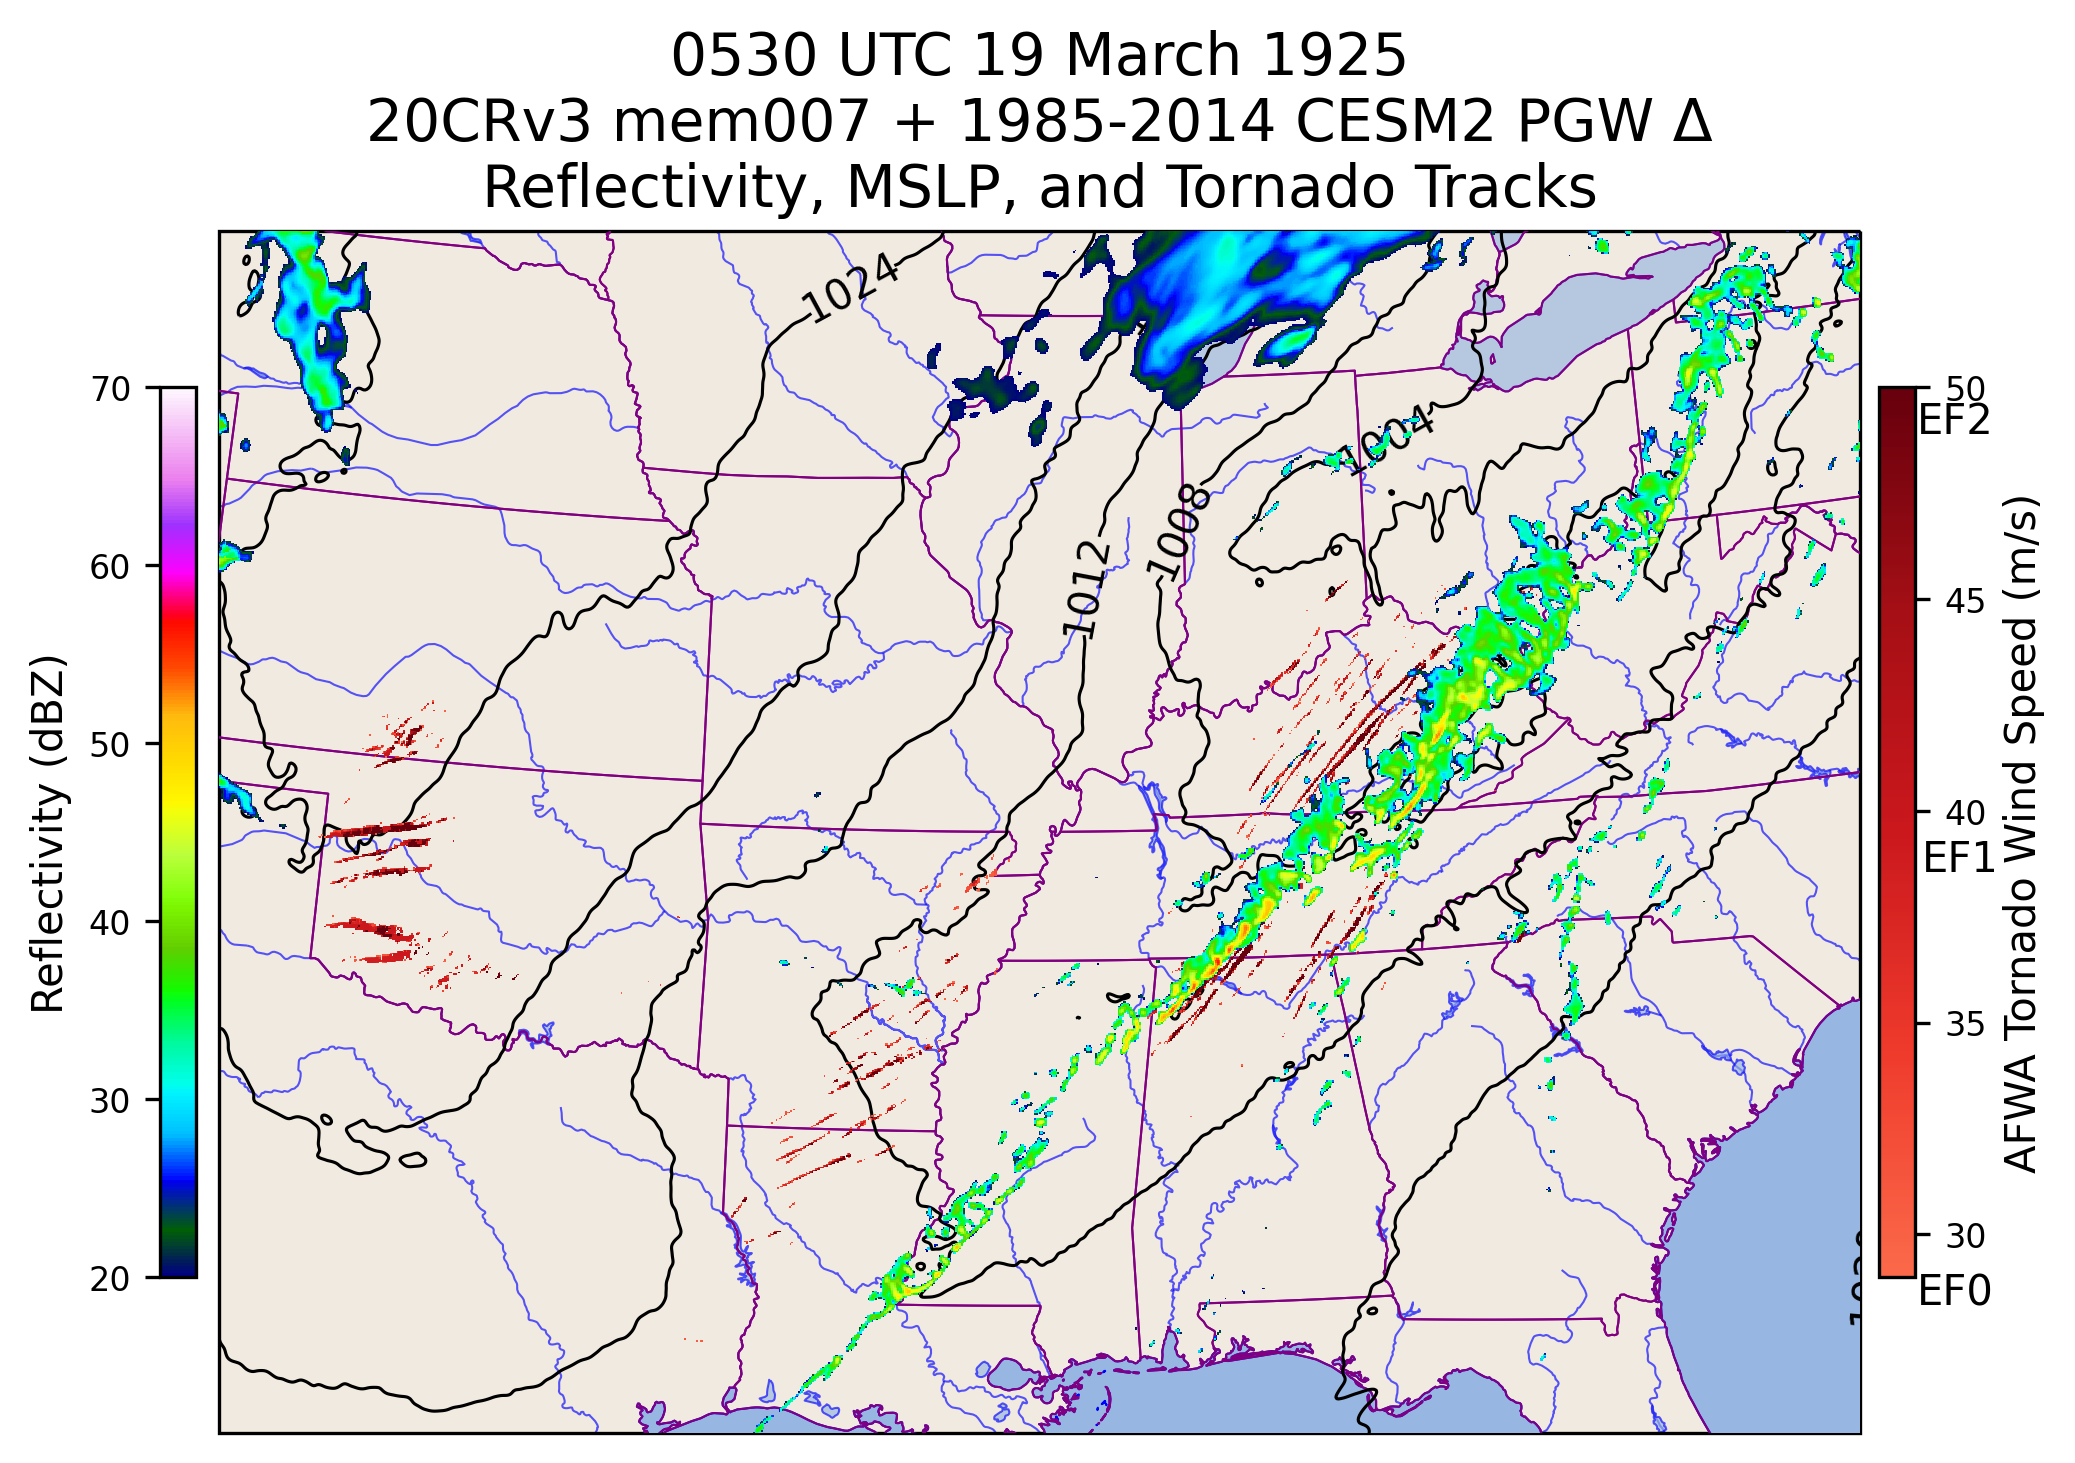 0530 UTC 19 March 1925
20CRv3 mem007 + 1985-2014 CESM2 PGW Δ
Reflectivity, MSLP, and Tornado Tracks
1024
1004
1008
1012
70
60
50
40
30
20
Reflectivity (dBZ)
50
EF2
45
40
EF1
35
30
EF0
AFWA Tornado Wind Speed (m/s)